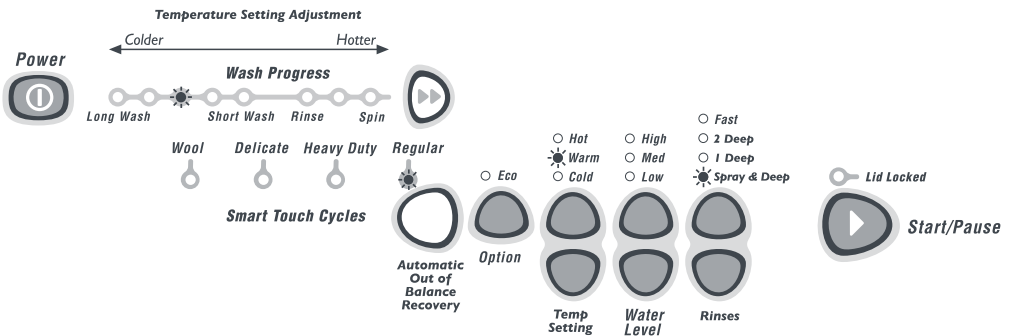 Temperature Setting Adjustment
Colder Hotter
Power
Wash Progress
Long Wash Short Wash Rinse Spin
Wool Delicate Heavy Duty Regular
Smart Touch Cycles
Automatic
Out of
Balance
Recovery
Eco
Option
Hot
Warm
Cold
Temp
Setting
High
Med
Low
Water
Level
Fast
2 Deep
1 Deep
Spray & Deep
Rinses
Lid Locked
Start/Pause